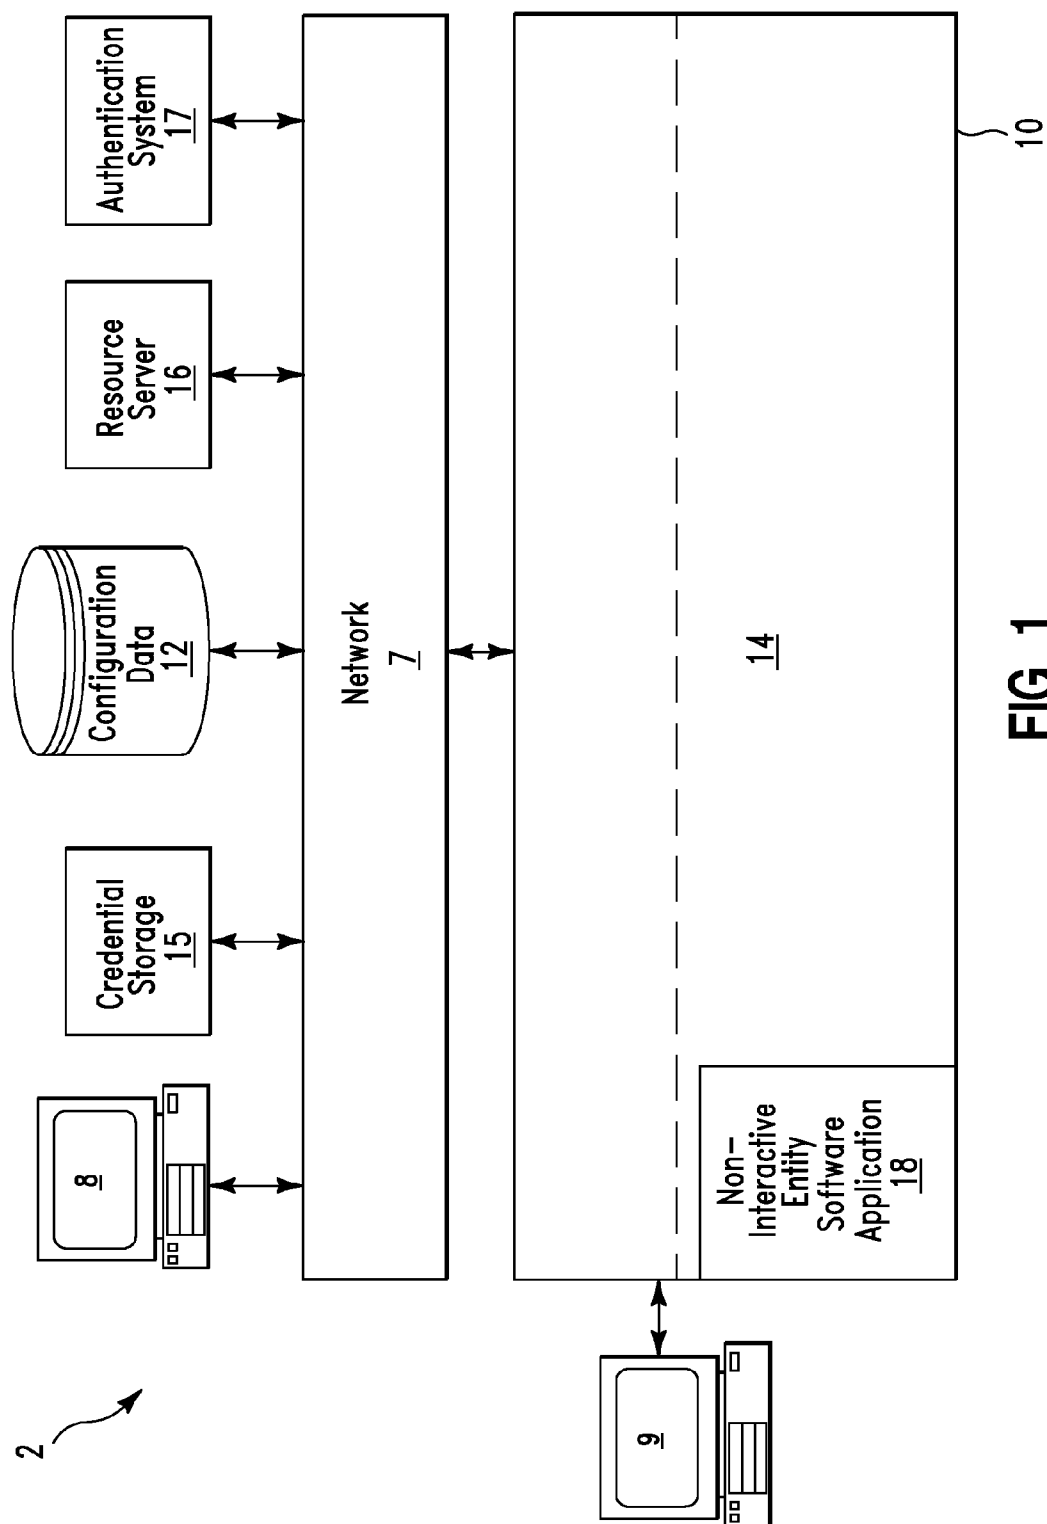 2
8
Credential
Storage
15
Configuration
Data
12
Resource
Server
16
Authentication
System
17
Network
7
9
14
Non-
Interactive
Entity
Software
Application
18
10
FIG 1